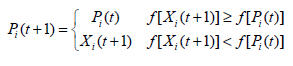 P_i(t+1) = { P_i(t)   f[X_i(t+1)] ≥ f[P_i(t)]
X_i(t+1)   f[X_i(t+1)] < f[P_i(t)]